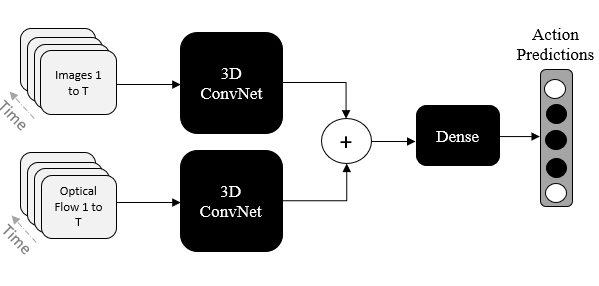 Images 1
to T
Time
3D
ConvNet
Optical
Flow 1 to
T
Time
3D
ConvNet
+
Dense
Action
Predictions